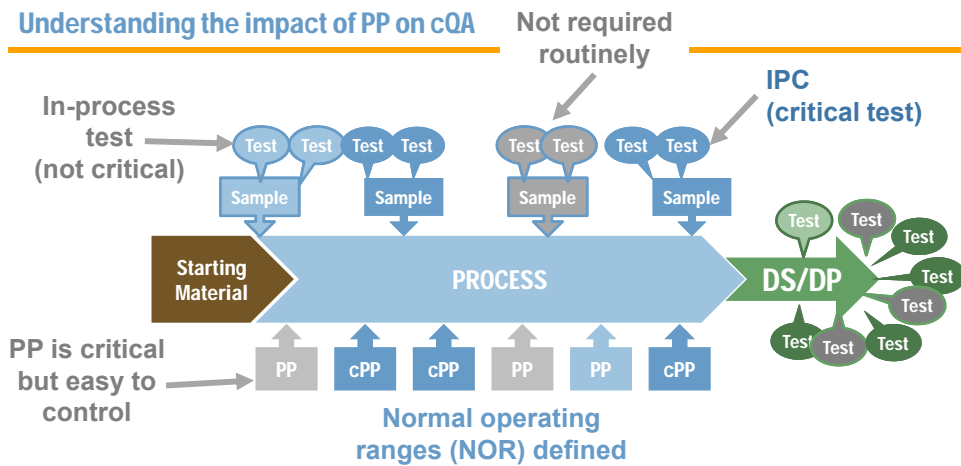 Understanding the impact of PP on cQA
Not required
routinely
IPC
(critical test)
In-process
test
(not critical)
Test Test Test Test Test Test Test Test
Sample Sample Sample Sample
Test Test Test
Starting
Material
PROCESS
DS/DP
Test
Test
Test Test Test
PP is critical
but easy to
control
PP cPP cPP PP PP cPP
Normal operating
ranges (NOR) defined